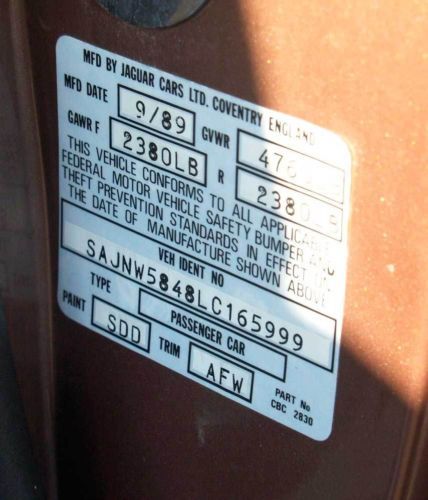 MFD BY JAGUAR CARS LTD. COVENTRY ENGLAND
MFD DATE 9/89 GVWR
GAWR F 2380LB R
THIS VEHICLE CONFORMS TO ALL APPLICABLE
FEDERAL MOTOR VEHICLE SAFETY BUMPER AND
THEFT PREVENTION STANDARDS IN EFFECT ON
THE DATE OF MANUFACTURE SHOWN ABOVE
VEH IDENT NO
SAJNW5848LC165999
TYPE PASSENGER CAR
PAINT SDD TRIM AFW
PART No
CBC 2830